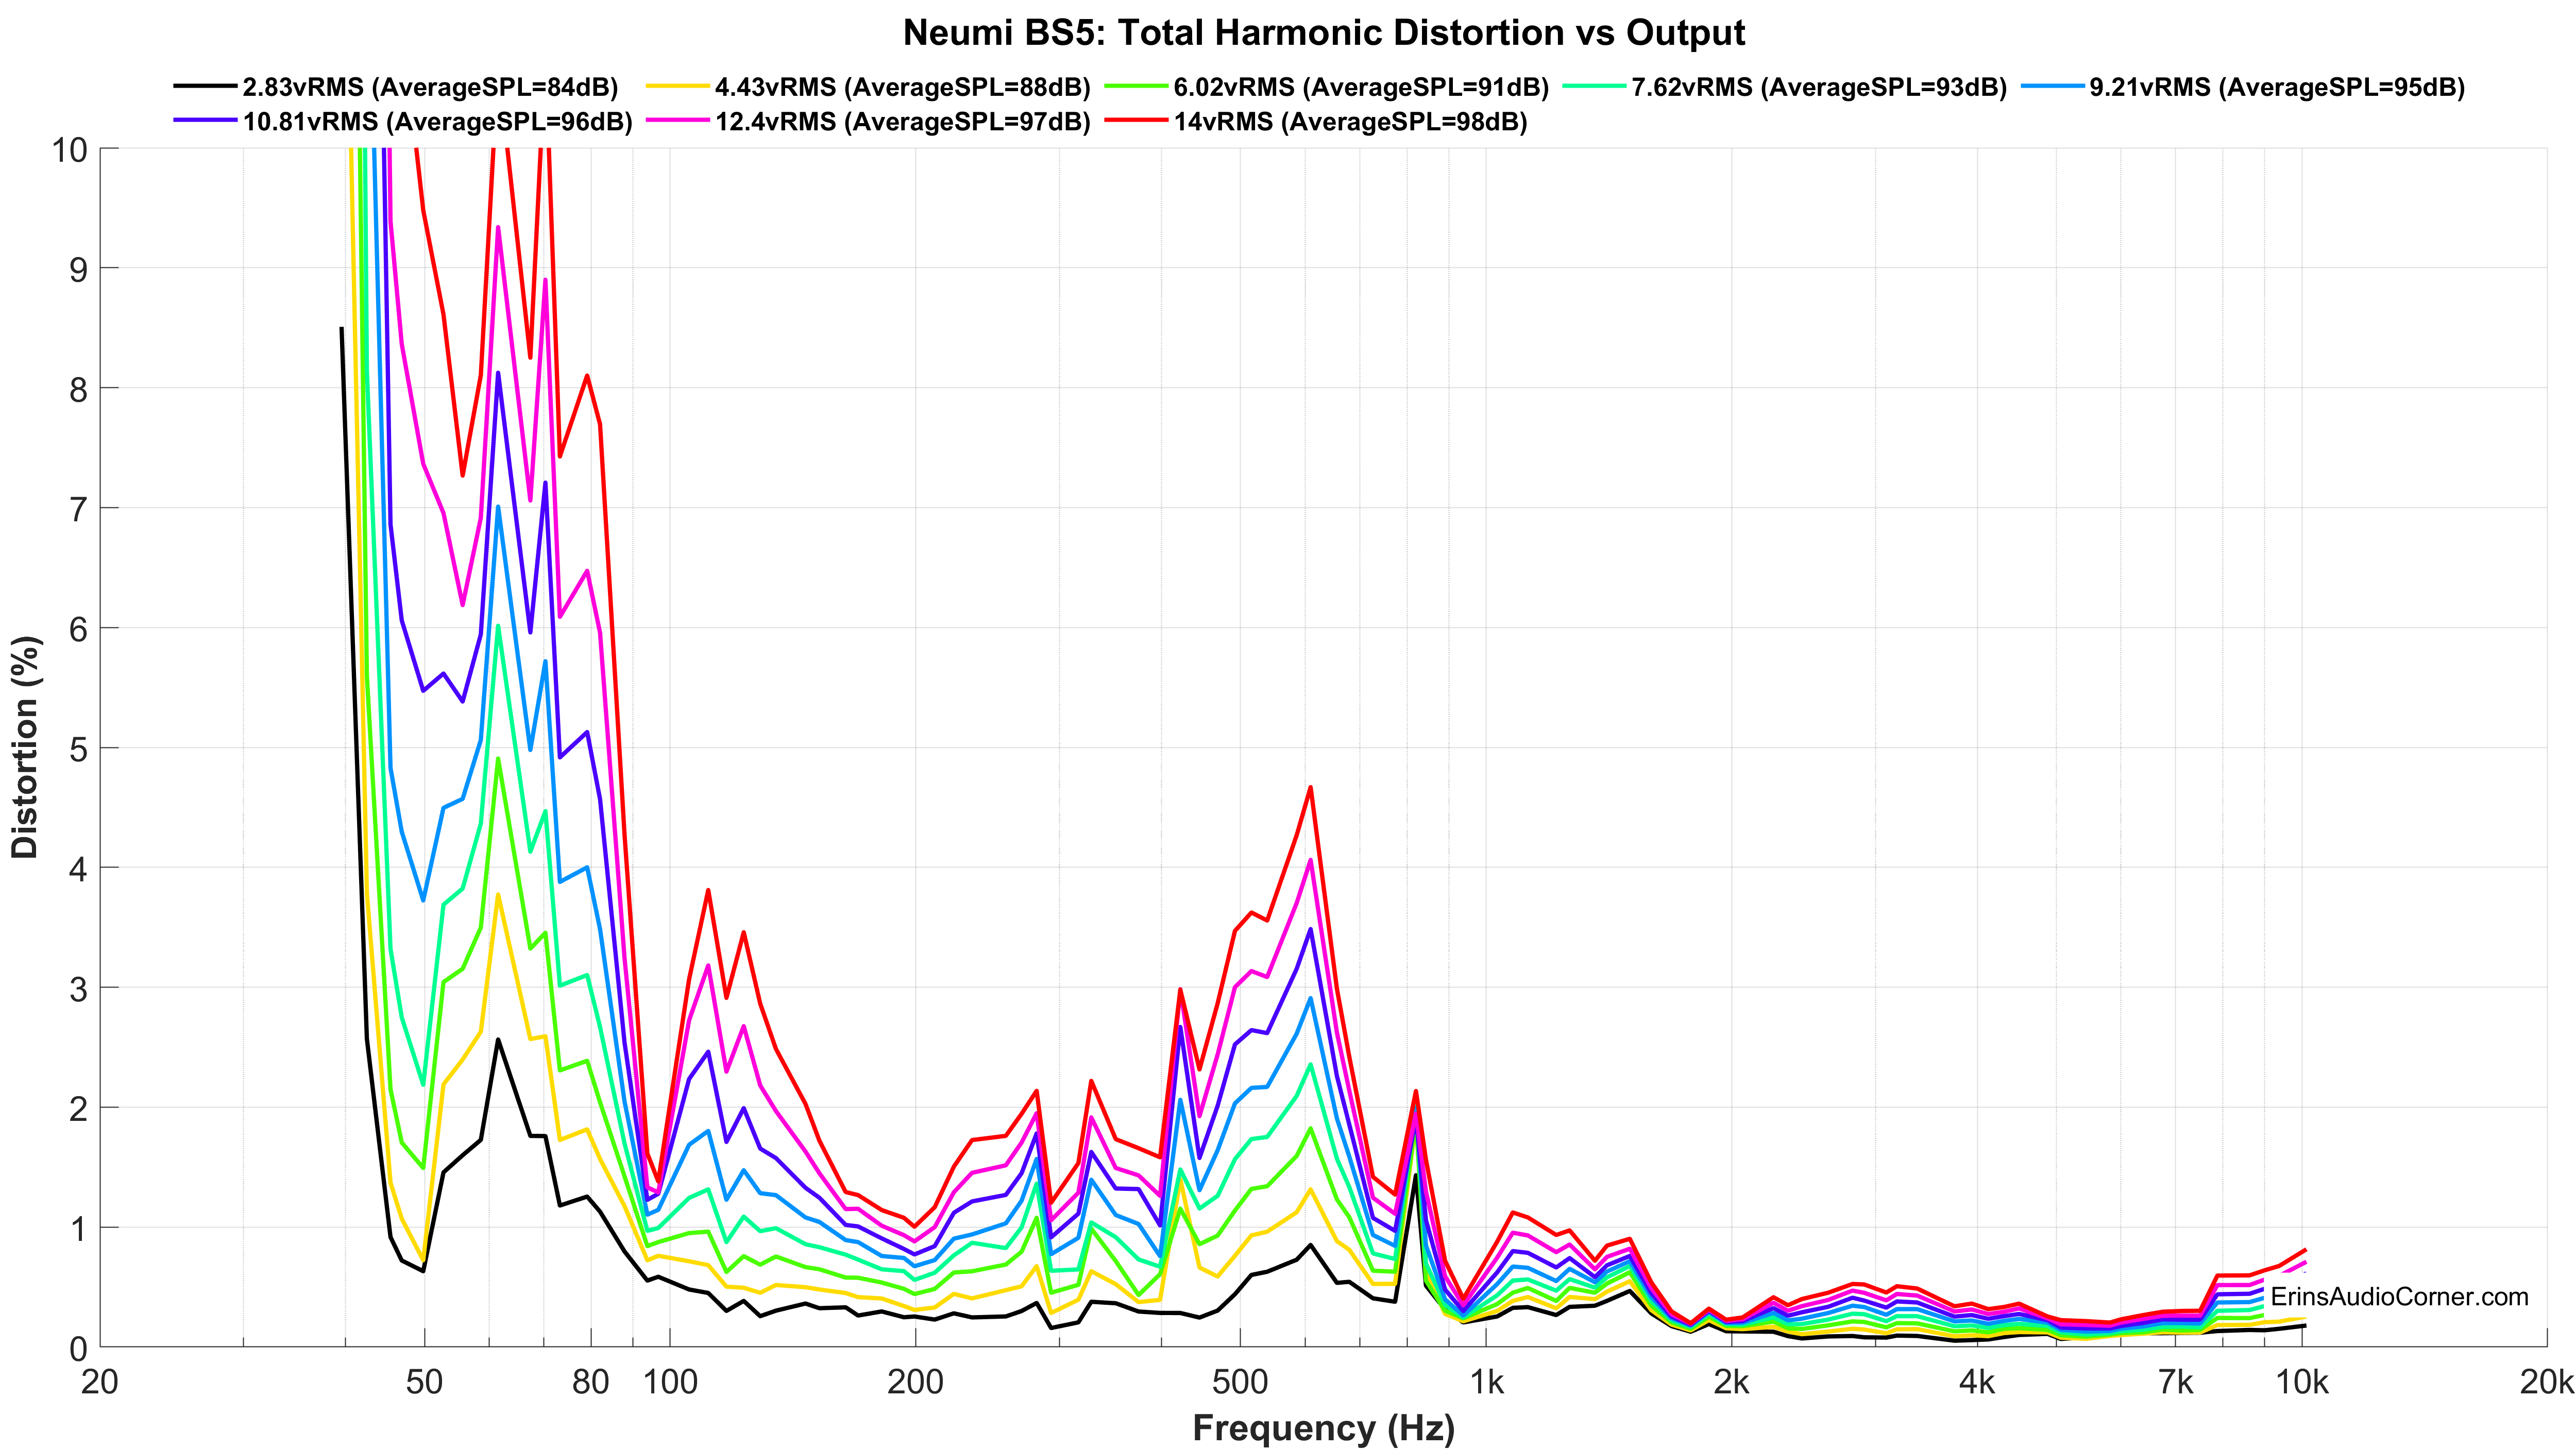 Neumi BS5: Total Harmonic Distortion vs Output
2.83vRMS (AverageSPL=84dB) 4.43vRMS (AverageSPL=88dB) 6.02vRMS (AverageSPL=91dB) 7.62vRMS (AverageSPL=93dB) 9.21vRMS (AverageSPL=95dB)
10.81vRMS (AverageSPL=96dB) 12.4vRMS (AverageSPL=97dB) 14vRMS (AverageSPL=98dB)
10
9
8
7
6
5
4
3
2
1
0
Distortion (%)
ErinsAudioCorner.com
20 50 80 100 200 500 1k 2k 4k 7k 10k 20k
Frequency (Hz)